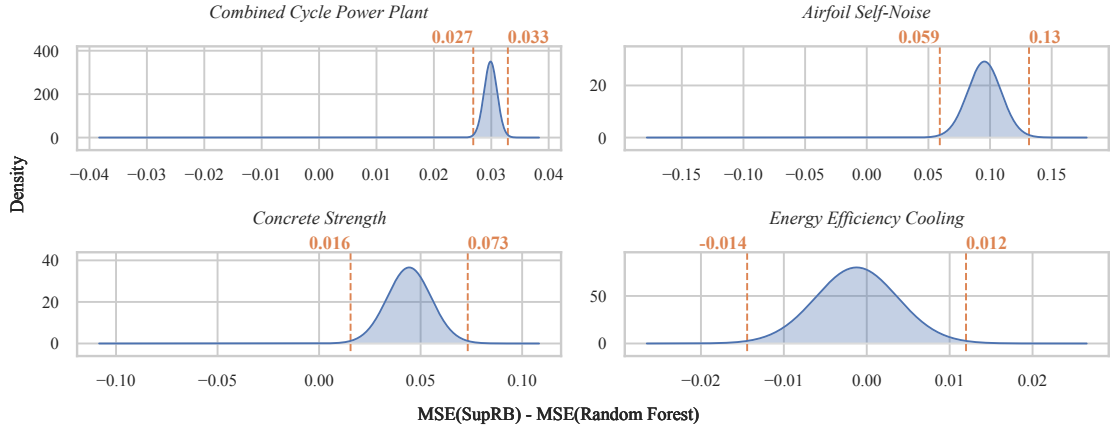 Combined Cycle Power Plant
0.027 0.033
400
200
0
−0.04 −0.03 −0.02 −0.01 0.00 0.01 0.02 0.03 0.04
Airfoil Self-Noise
0.059 0.13
20
0
−0.15 −0.10 −0.05 0.00 0.05 0.10 0.15
Density
Concrete Strength
0.016 0.073
40
20
0
−0.10 −0.05 0.00 0.05 0.10
Energy Efficiency Cooling
-0.014 0.012
50
0
−0.02 −0.01 0.00 0.01 0.02
MSE(SupRB) - MSE(Random Forest)